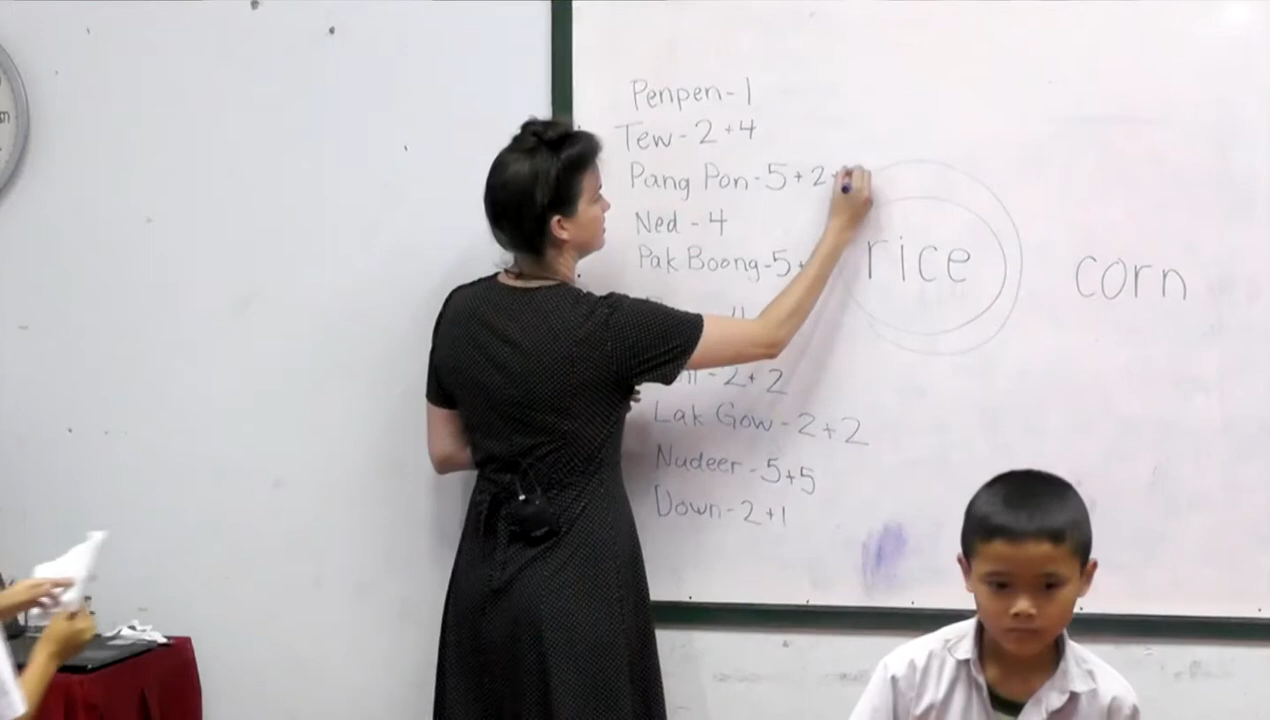 Penpen-1
Tew-2+4
Pang Pon-5+2+
Ned-4
Pak Boong-5+
4
-2+2
Lak Gow-2+2
Nudeer-5+5
Down-2+1
rice
corn